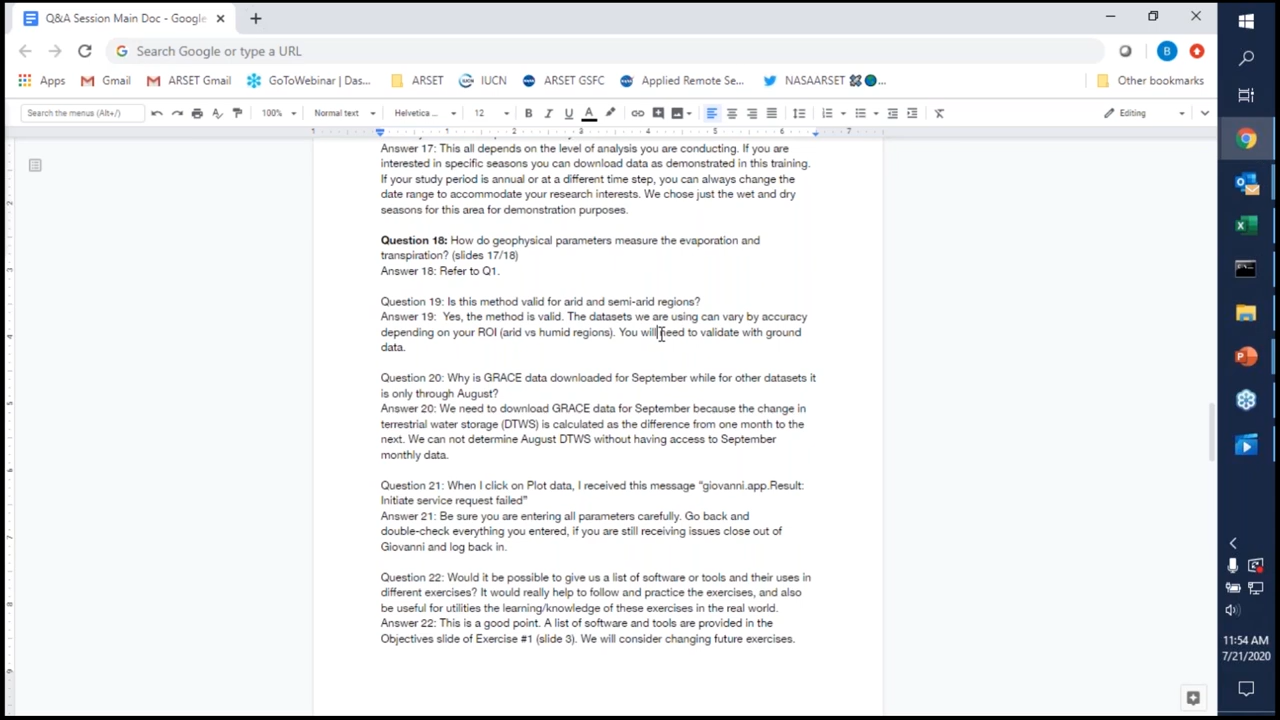 Q&A Session Main Doc - Google
Search Google or type a URL
B
Apps
Gmail
ARSET Gmail
GoToWebinar | Das...
ARSET
IUCN
ARSET GSFC
Applied Remote Se...
NASAARSET
...
Other bookmarks
Search the menus (Alt+/)
100%
Normal text
Helvetica ...
12
B I U A
Editing
1 1 2 3 4 5 6 7
Answer 17: This all depends on the level of analysis you are conducting. If you are
interested in specific seasons you can download data as demonstrated in this training.
If your study period is annual or at a different time step, you can always change the
date range to accommodate your research interests. We chose just the wet and dry
seasons for this area for demonstration purposes.
Question 18: How do geophysical parameters measure the evaporation and
transpiration? (slides 17/18)
Answer 18: Refer to Q1.
Question 19: Is this method valid for arid and semi-arid regions?
Answer 19:  Yes, the method is valid. The datasets we are using can vary by accuracy
depending on your ROI (arid vs humid regions). You will need to validate with ground
data.
Question 20: Why is GRACE data downloaded for September while for other datasets it
is only through August?
Answer 20: We need to download GRACE data for September because the change in
terrestrial water storage (DTWS) is calculated as the difference from one month to the
next. We can not determine August DTWS without having access to September
monthly data.
Question 21: When I click on Plot data, I received this message “giovanni.app.Result:
Initiate service request failed”
Answer 21: Be sure you are entering all parameters carefully. Go back and
double-check everything you entered, if you are still receiving issues close out of
Giovanni and log back in.
Question 22: Would it be possible to give us a list of software or tools and their uses in
different exercises? It would really help to follow and practice the exercises, and also
be useful for utilities the learning/knowledge of these exercises in the real world.
Answer 22: This is a good point. A list of software and tools are provided in the
Objectives slide of Exercise #1 (slide 3). We will consider changing future exercises.
11:54 AM
7/21/2020